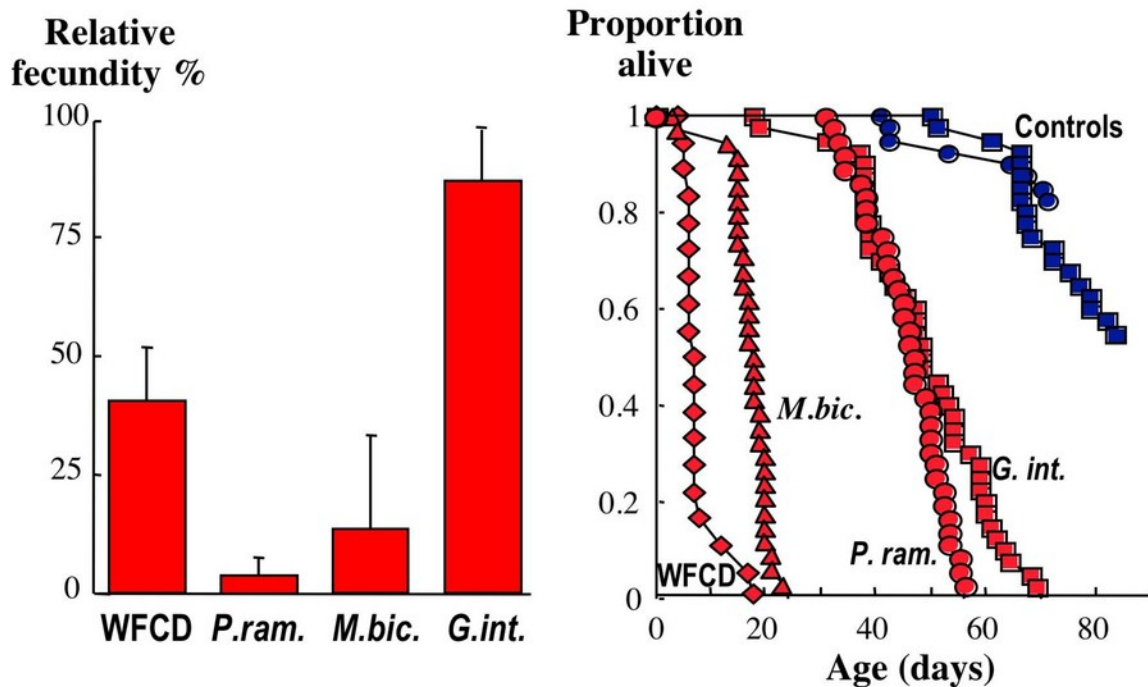 Relative
fecundity %
100
75
50
25
0
WFCD P.ram. M.bic. G.int.
Proportion
alive
1
0.8
0.6
0.4
0.2
0
Controls
M.bic.
G. int.
P. ram.
WFCD
0 20 40 60 80
Age (days)